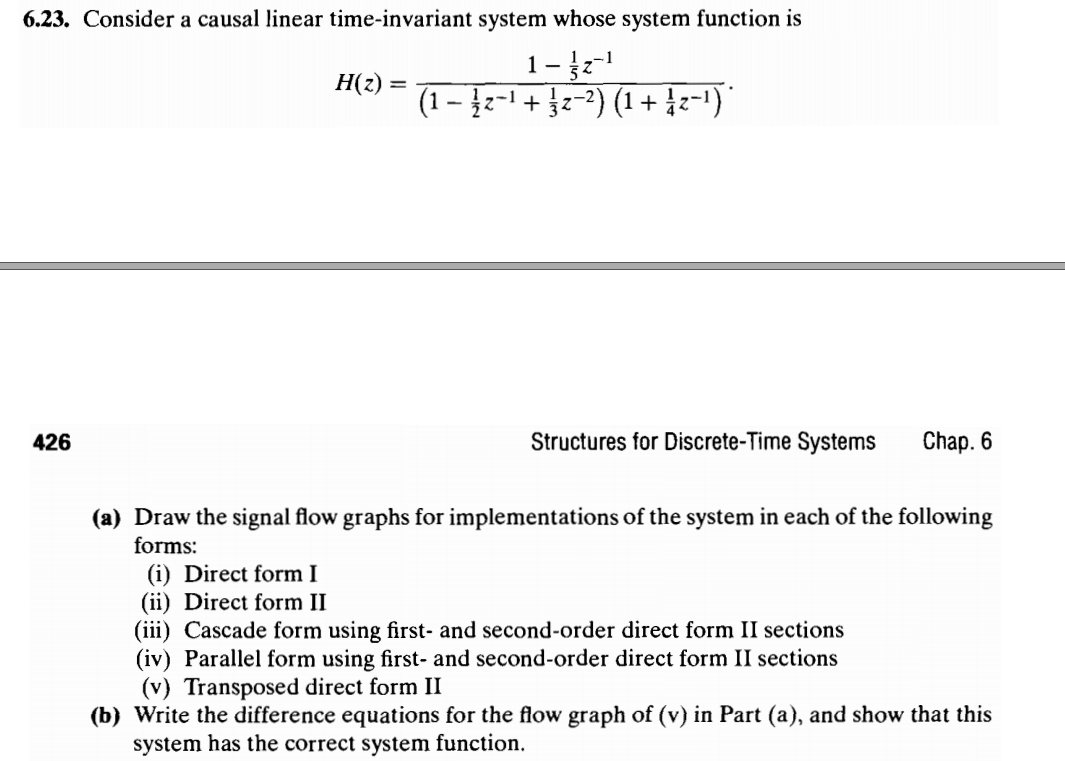 6.23. Consider a causal linear time-invariant system whose system function is
H(z) = \frac{1 - \frac{1}{5}z^{-1}}{(1 - \frac{1}{2}z^{-1} + \frac{1}{3}z^{-2})(1 + \frac{1}{4}z^{-1})}.
426 Structures for Discrete-Time Systems Chap. 6
(a) Draw the signal flow graphs for implementations of the system in each of the following
forms:
(i) Direct form I
(ii) Direct form II
(iii) Cascade form using first- and second-order direct form II sections
(iv) Parallel form using first- and second-order direct form II sections
(v) Transposed direct form II
(b) Write the difference equations for the flow graph of (v) in Part (a), and show that this
system has the correct system function.